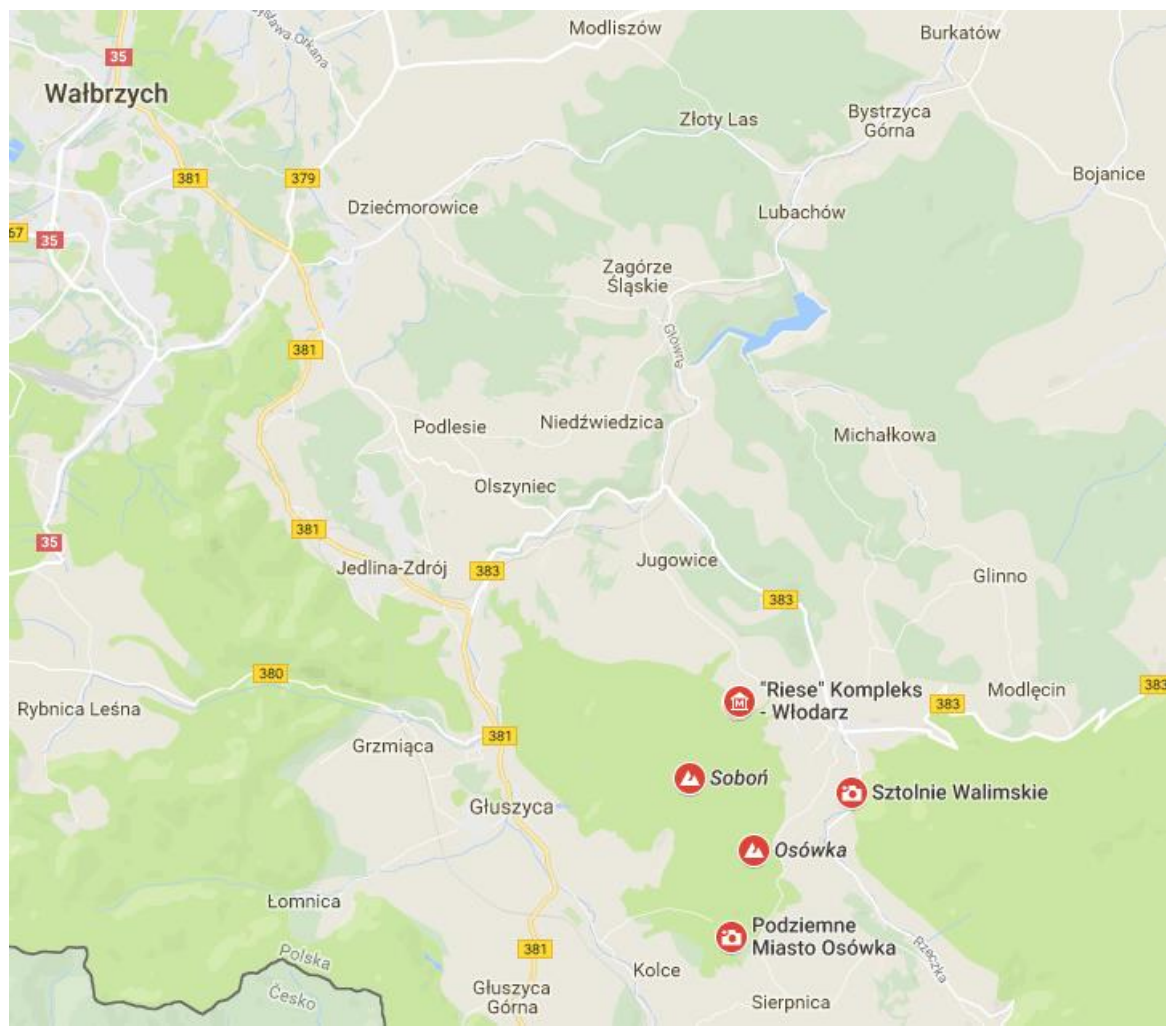 Modliszów
Burkatów
ysława Orkana
35
Wałbrzych
Złoty Las
Bystrzyca
Górna
381
379
Bojanice
Dziećmorowice
Lubachów
67
35
Zagórze
Śląskie
Główna
381
Podlesie
Niedźwiedzica
Michałkowa
Olszyniec
381
35
Jedlina-Zdrój
383
Jugowice
Glinno
383
380
"Riese" Kompleks
- Włodarz
Modlęcin
383
383
Rybnica Leśna
381
Grzmiąca
Soboń
Sztolnie Walimskie
Głuszyca
Osówka
Łomnica
Podziemne
Miasto Osówka
Rzeczka
381
Polska
Česko
Kolce
Głuszyca
Górna
Sierpnica